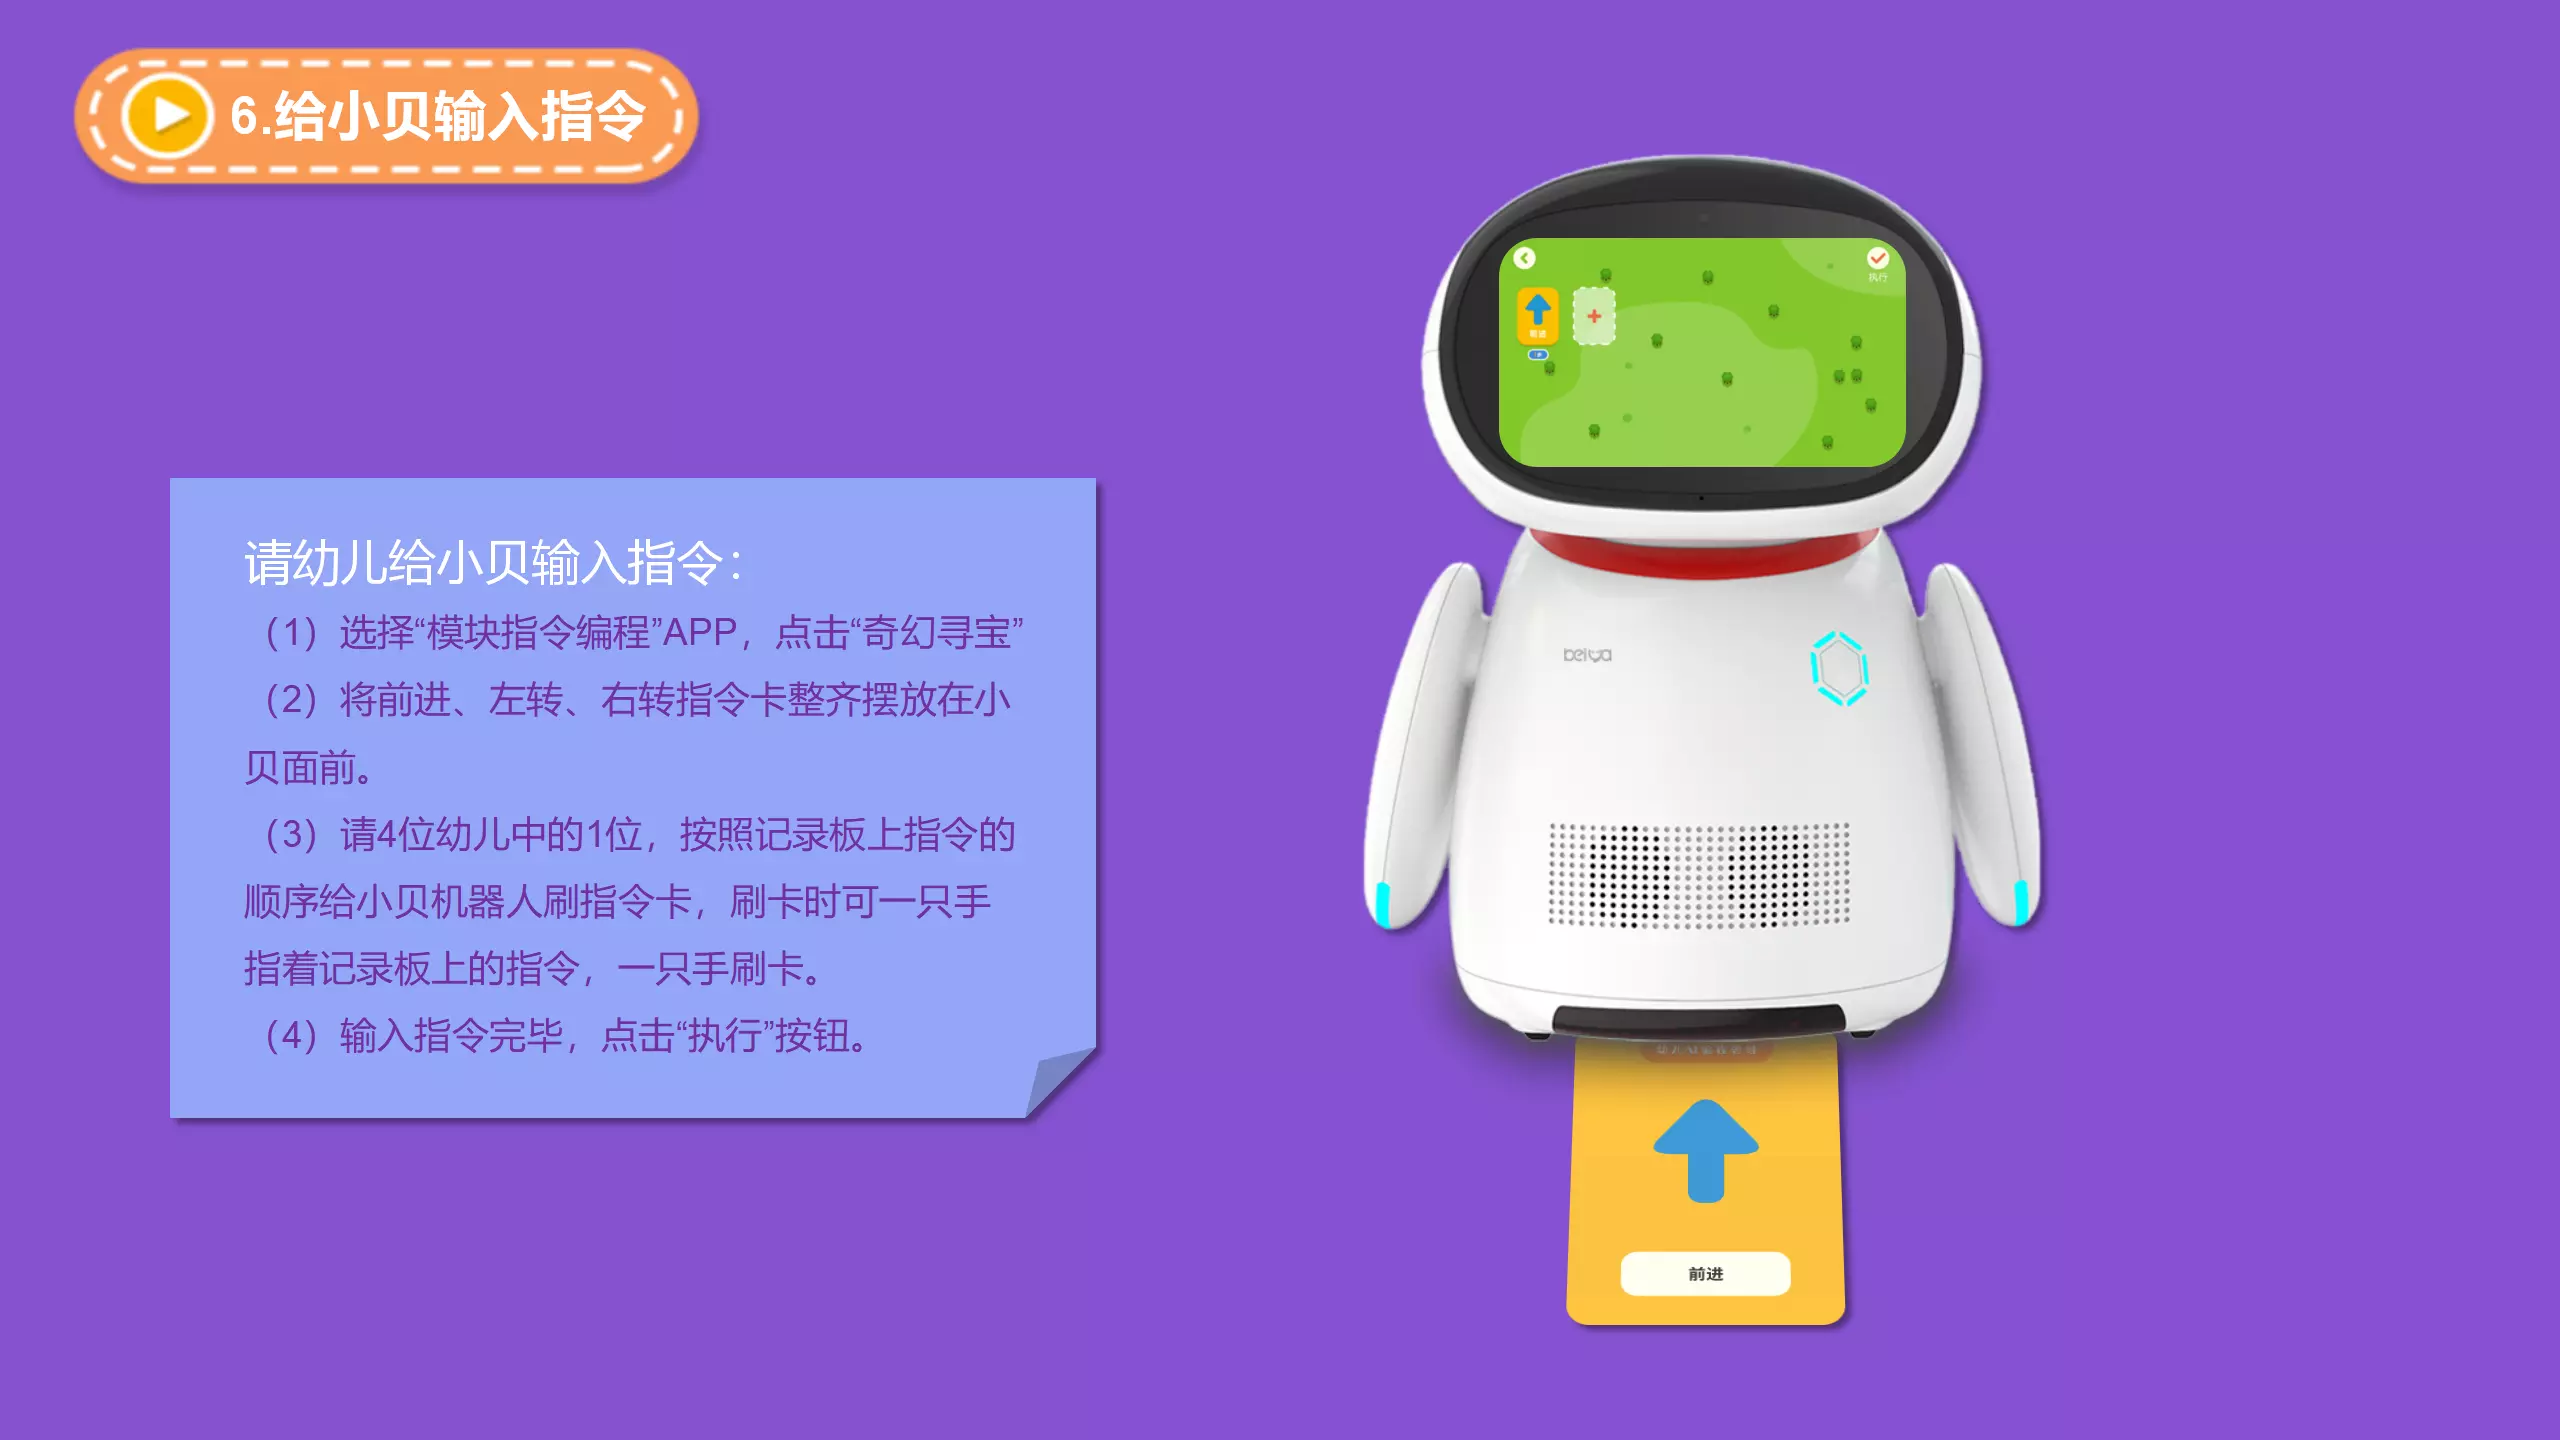 6.给小贝输入指令
请幼儿给小贝输入指令：
（1）选择“模块指令编程”APP，点击“奇幻寻宝”
（2）将前进、左转、右转指令卡整齐摆放在小
贝面前。
（3）请4位幼儿中的1位，按照记录板上指令的
顺序给小贝机器人刷指令卡，刷卡时可一只手
指着记录板上的指令，一只手刷卡。
（4）输入指令完毕，点击“执行”按钮。
执行
前进
beiya
前进